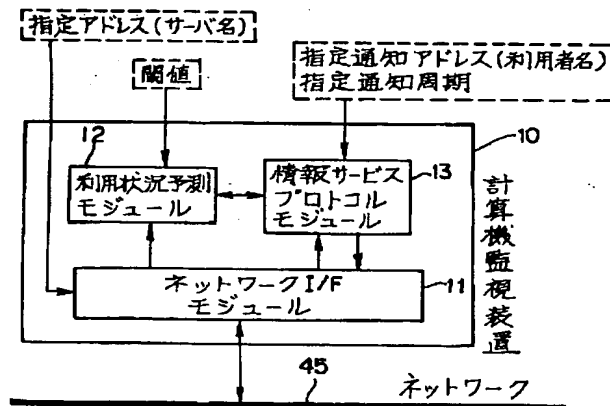 指定アドレス(サーバ名)
指定通知アドレス(利用者名)
指定通知周期
閾値
10
12
利用状況予測
モジュール
情報サービス
プロトコル
モジュール
13
計算機監視装置
ネットワークI/F
モジュール
11
45
ネットワーク